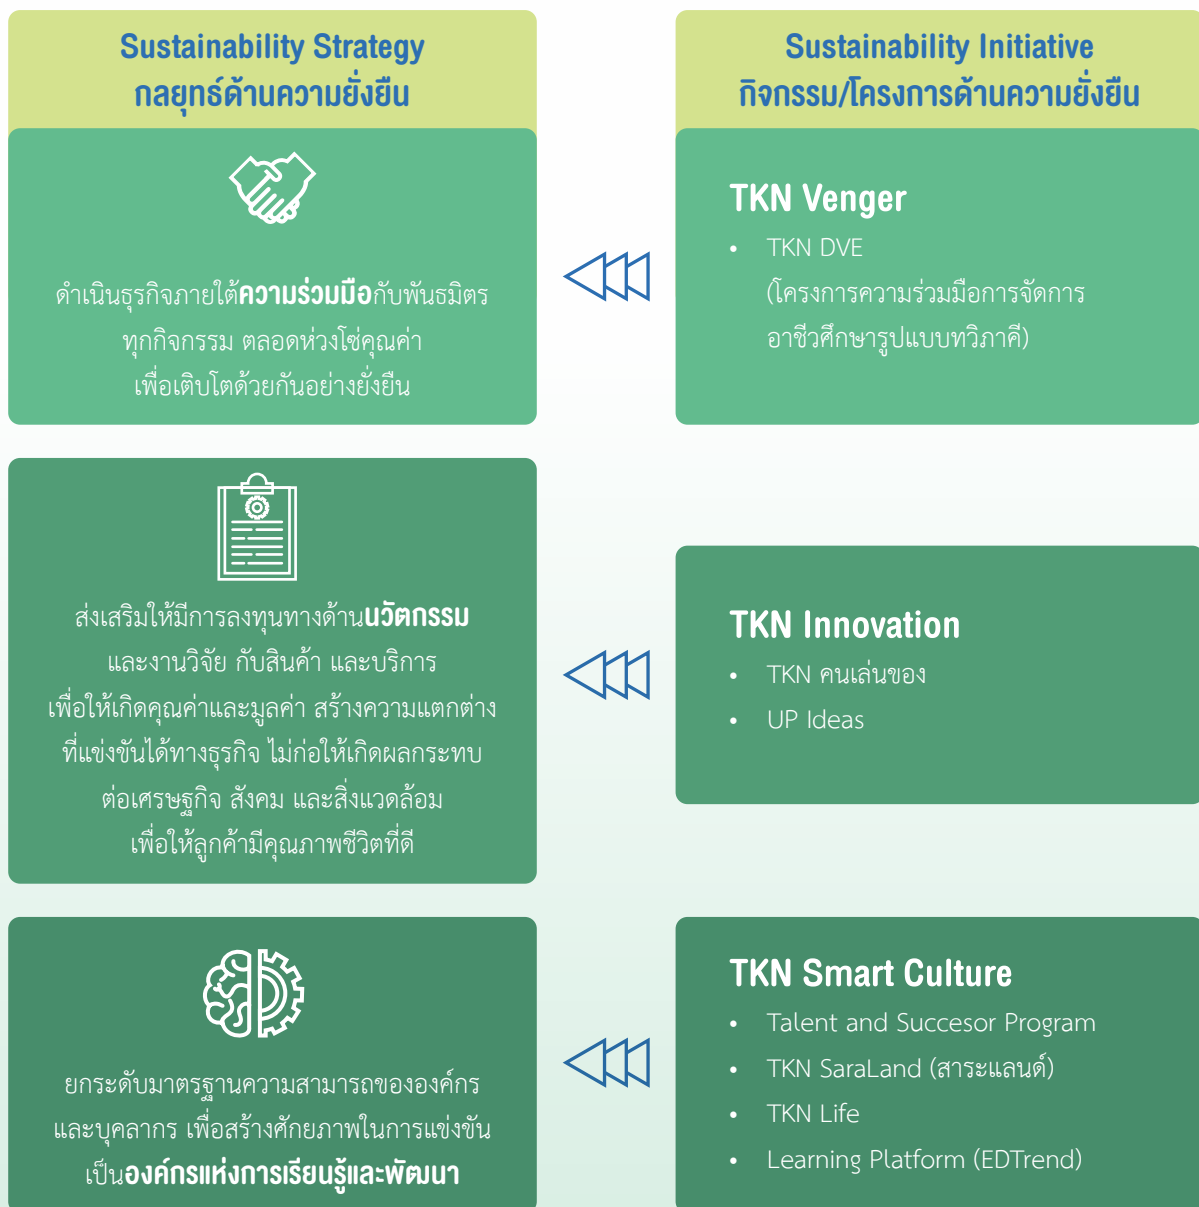 Sustainability Strategy
กลยุทธ์ด้านความยั่งยืน
ดำเนินธุรกิจภายใต้ความร่วมมือกับพันธมิตร
ทุกกิจกรรม ตลอดห่วงโซ่คุณค่า
เพื่อเติบโตด้วยกันอย่างยั่งยืน
Sustainability Initiative
กิจกรรม/โครงการด้านความยั่งยืน
TKN Venger
• TKN DVE
(โครงการความร่วมมือการจัดการ
อาชีวศึกษารูปแบบทวิภาคี)
ส่งเสริมให้มีการลงทุนทางด้านนวัตกรรม
และงานวิจัย กับสินค้า และบริการ
เพื่อให้เกิดคุณค่าและมูลค่า สร้างความแตกต่าง
ที่แข่งขันได้ทางธุรกิจ ไม่ก่อให้เกิดผลกระทบ
ต่อเศรษฐกิจ สังคม และสิ่งแวดล้อม
เพื่อให้ลูกค้ามีคุณภาพชีวิตที่ดี
TKN Innovation
• TKN คนเล่นของ
• UP Ideas
ยกระดับมาตรฐานความสามารถขององค์กร
และบุคลากร เพื่อสร้างศักยภาพในการแข่งขัน
เป็นองค์กรแห่งการเรียนรู้และพัฒนา
TKN Smart Culture
• Talent and Succesor Program
• TKN SaraLand (สาระแลนด์)
• TKN Life
• Learning Platform (EDTrend)